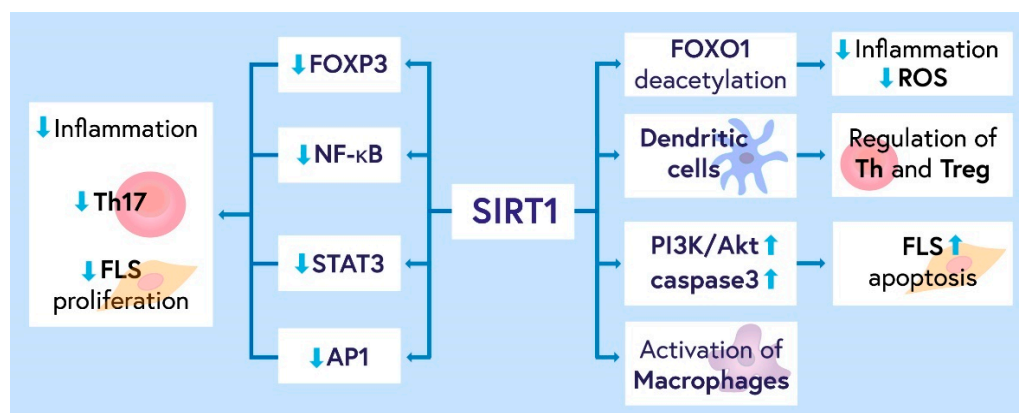 ↓Inflammation
↓Th17
↓FLS
proliferation
↓FOXP3
↓NF-κB
↓STAT3
↓AP1
SIRT1
FOXO1
deacetylation
Dendritic
cells
PI3K/Akt↑
caspase3↑
Activation of
Macrophages
↓Inflammation
↓ROS
Regulation of
Th and Treg
FLS↑
apoptosis